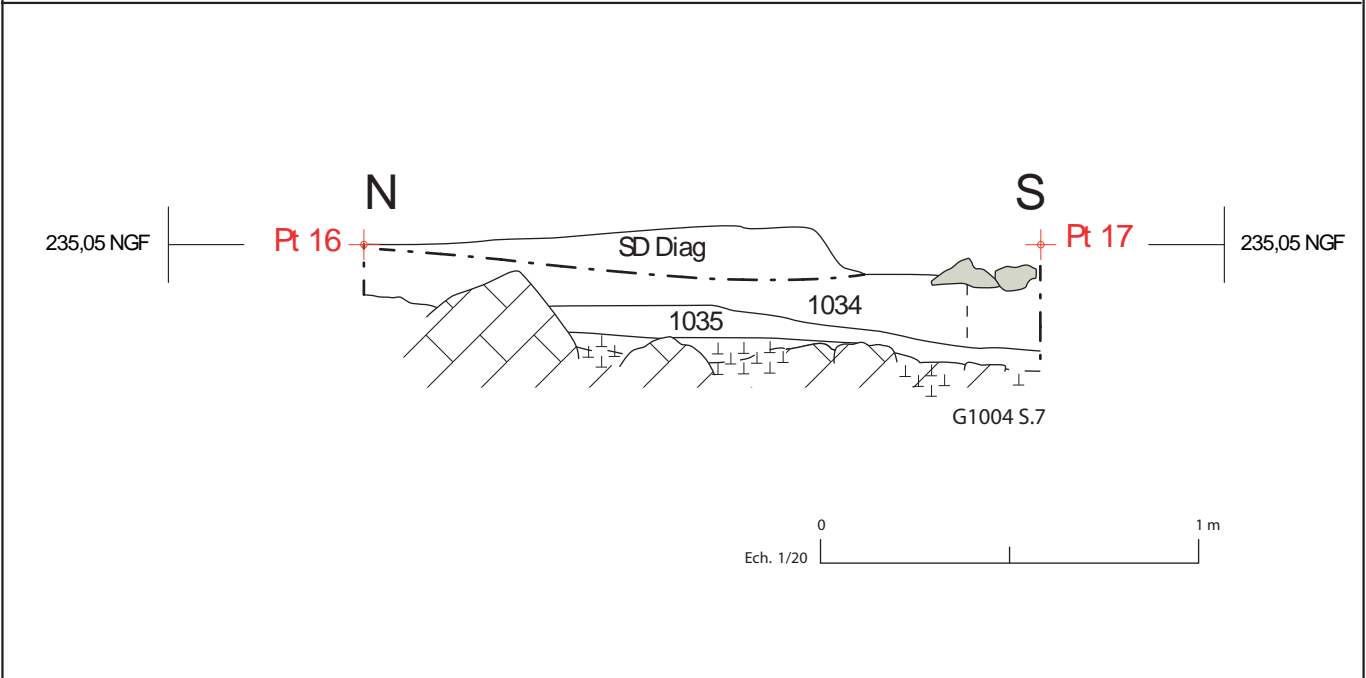 N
S
235,05 NGF
Pt 16
SD Diag
Pt 17
235,05 NGF
1034
1035
G1004 S.7
0
1 m
Ech. 1/20